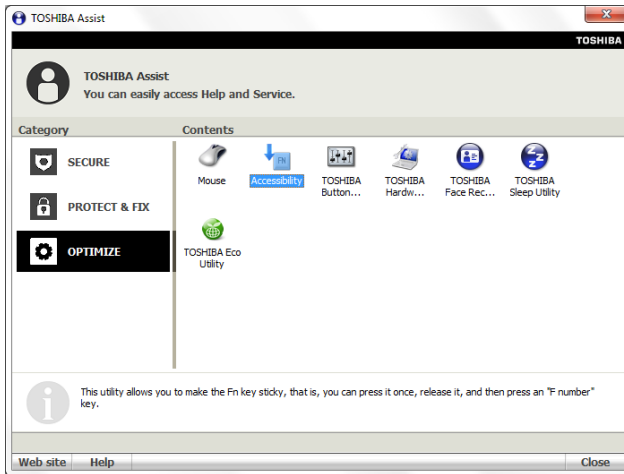 TOSHIBA Assist
TOSHIBA
TOSHIBA Assist
You can easily access Help and Service.
Category
Contents
SECURE
PROTECT & FIX
OPTIMIZE
Mouse
FN
Accessibility
TOSHIBA
Button...
TOSHIBA
Hardw...
TOSHIBA
Face Rec...
TOSHIBA
Sleep Utility
TOSHIBA Eco
Utility
This utility allows you to make the Fn key sticky, that is, you can press it once, release it, and then press an "F number"
key.
Web site
Help
Close